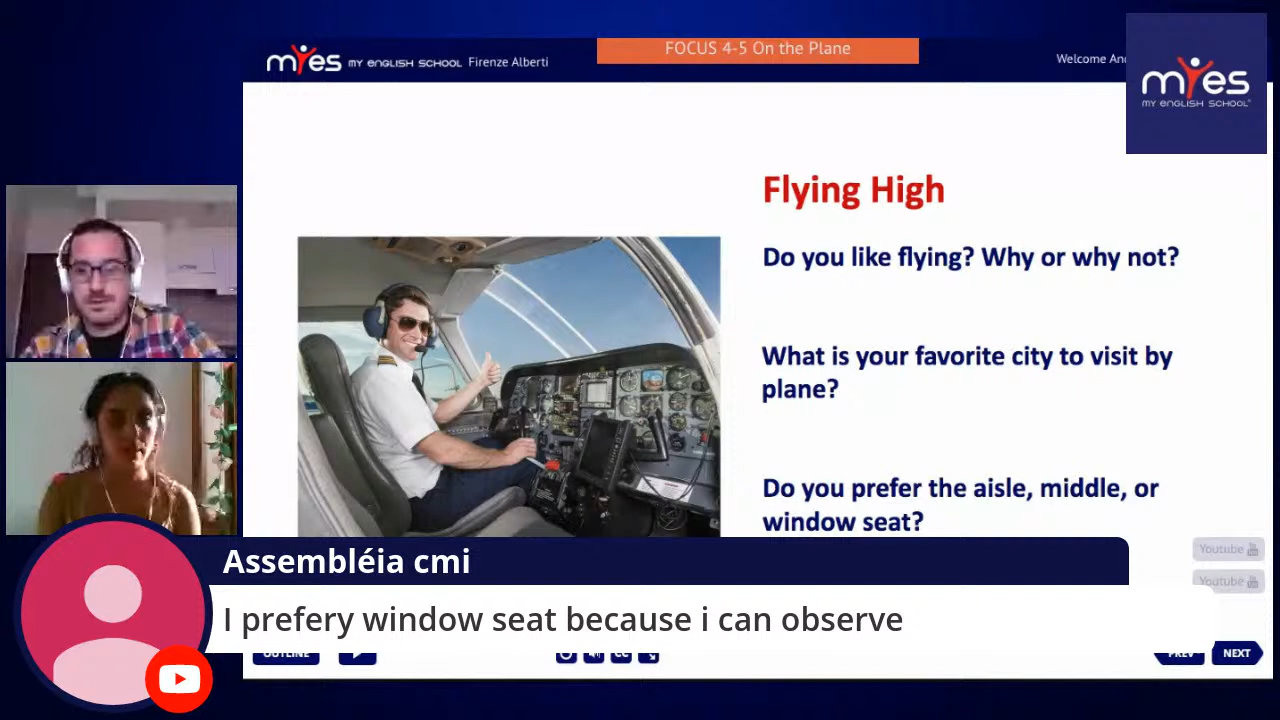 FOCUS 4-5 On the Plane
myes MY ENGLISH SCHOOL Firenze Alberti
Welcome And
myes
MY ENGLISH SCHOOL
Flying High
Do you like flying? Why or why not?
What is your favorite city to visit by
plane?
Do you prefer the aisle, middle, or
window seat?
Youtube
Youtube
Assembléia cmi
I prefery window seat because i can observe
OUTLINE
CC
PREV
NEXT